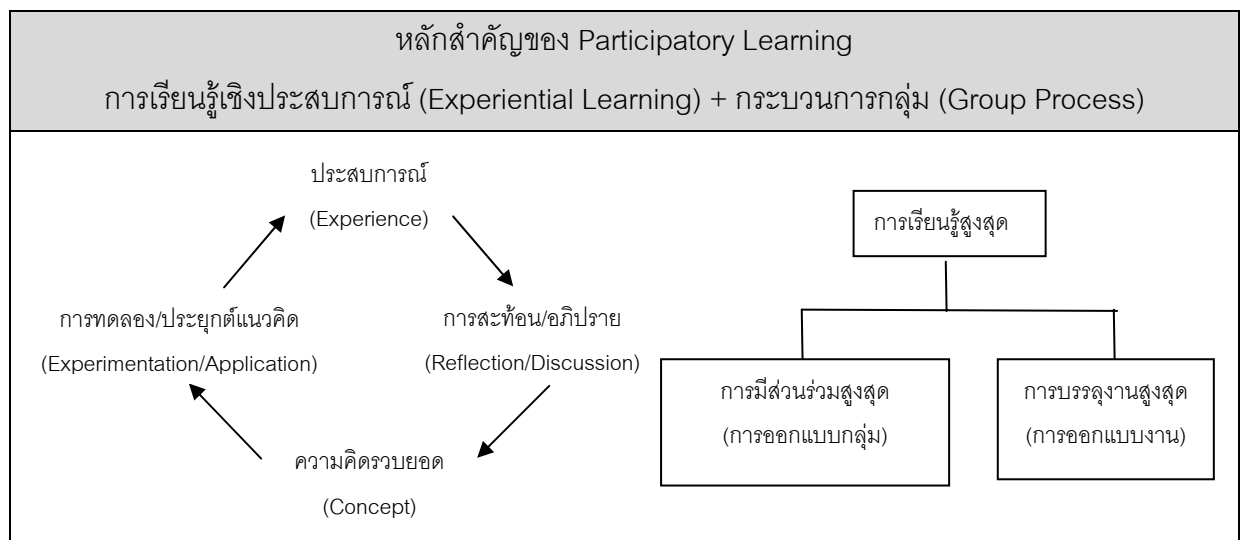 หลักสำคัญของ Participatory Learning
การเรียนรู้เชิงประสบการณ์ (Experiential Learning) + กระบวนการกลุ่ม (Group Process)
ประสบการณ์
(Experience)
การทดลอง/ประยุกต์แนวคิด
(Experimentation/Application)
การสะท้อน/อภิปราย
(Reflection/Discussion)
ความคิดรวบยอด
(Concept)
การเรียนรู้สูงสุด
การมีส่วนร่วมสูงสุด
(การออกแบบกลุ่ม)
การบรรลุงานสูงสุด
(การออกแบบงาน)